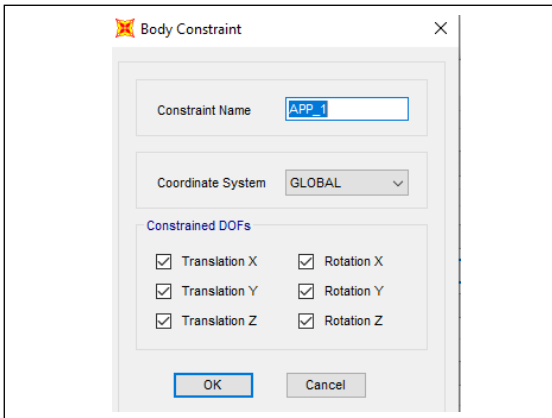 Body Constraint
Constraint Name APP_1
Coordinate System GLOBAL
Constrained DOFs
Translation X Rotation X
Translation Y Rotation Y
Translation Z Rotation Z
OK Cancel